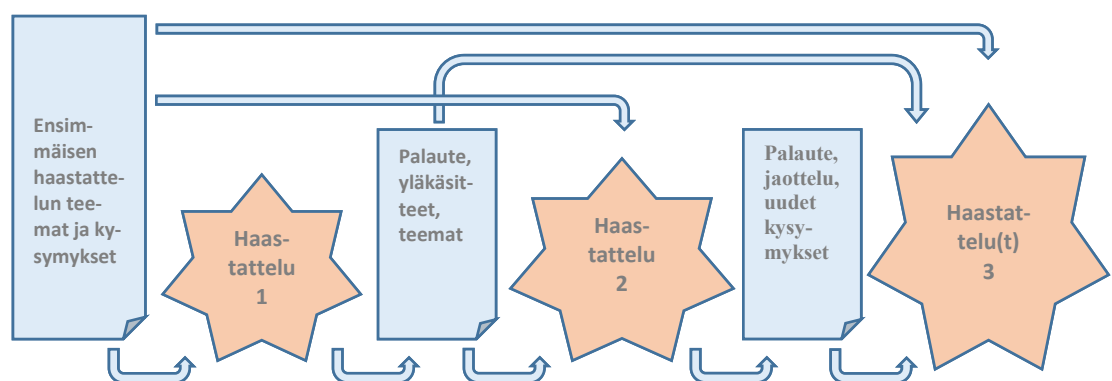 Ensim-
mäisen
haastatte-
lun tee-
mat ja ky-
symykset
Haas-
tattelu
1
Palaute,
yläkäsit-
teet,
teemat
Haas-
tattelu
2
Palaute,
jaottelu,
uudet
kysy-
mykset
Haastat-
telu(t)
3